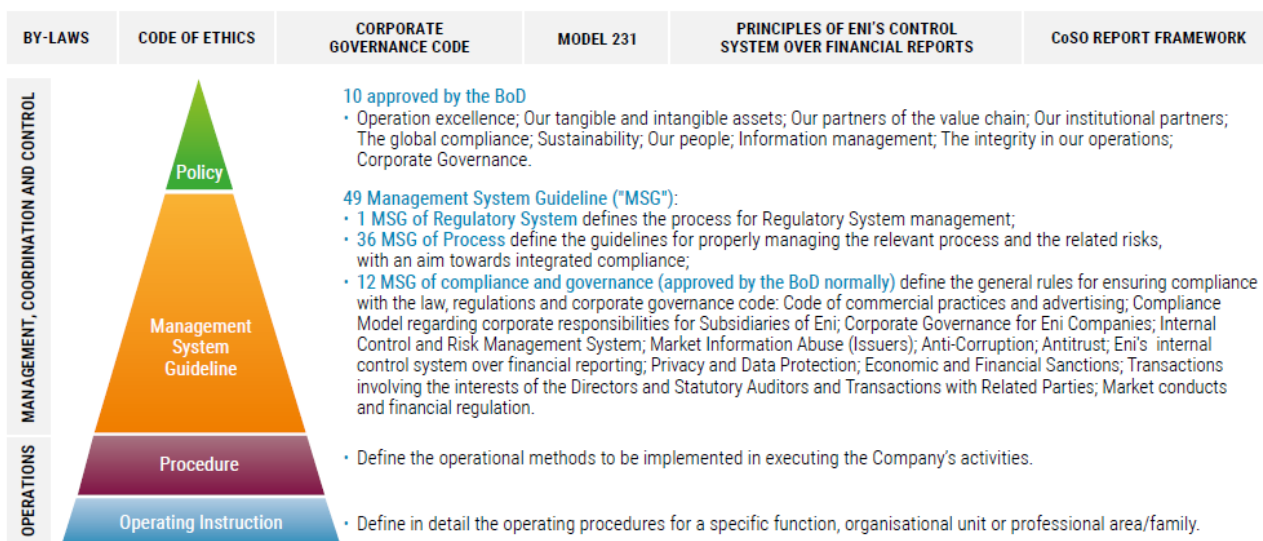 BY-LAWS
CODE OF ETHICS
CORPORATE
GOVERNANCE CODE
MODEL 231
PRINCIPLES OF ENI'S CONTROL
SYSTEM OVER FINANCIAL REPORTS
CoSO REPORT FRAMEWORK
MANAGEMENT, COORDINATION AND CONTROL
Policy
10 approved by the BoD
• Operation excellence; Our tangible and intangible assets; Our partners of the value chain; Our institutional partners;
The global compliance; Sustainability; Our people; Information management; The integrity in our operations;
Corporate Governance.
Management
System
Guideline
49 Management System Guideline ("MSG"):
• 1 MSG of Regulatory System defines the process for Regulatory System management;
• 36 MSG of Process define the guidelines for properly managing the relevant process and the related risks,
with an aim towards integrated compliance;
• 12 MSG of compliance and governance (approved by the BoD normally) define the general rules for ensuring compliance
with the law, regulations and corporate governance code: Code of commercial practices and advertising; Compliance
Model regarding corporate responsibilities for Subsidiaries of Eni; Corporate Governance for Eni Companies; Internal
Control and Risk Management System; Market Information Abuse (Issuers); Anti-Corruption; Antitrust; Eni's internal
control system over financial reporting; Privacy and Data Protection; Economic and Financial Sanctions; Transactions
involving the interests of the Directors and Statutory Auditors and Transactions with Related Parties; Market conducts
and financial regulation.
OPERATIONS
Procedure
• Define the operational methods to be implemented in executing the Company's activities.
Operating Instruction
• Define in detail the operating procedures for a specific function, organisational unit or professional area/family.